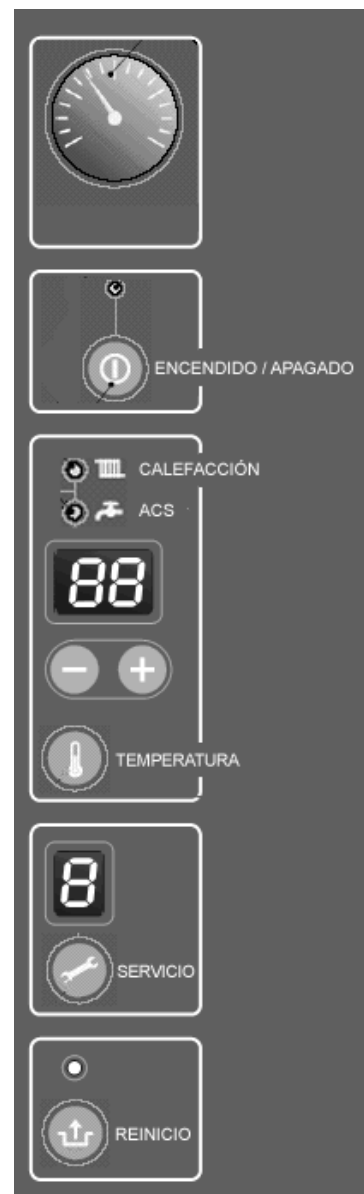 ENCENDIDO / APAGADO
CALEFACCIÓN
ACS
88
TEMPERATURA
8
SERVICIO
REINICIO